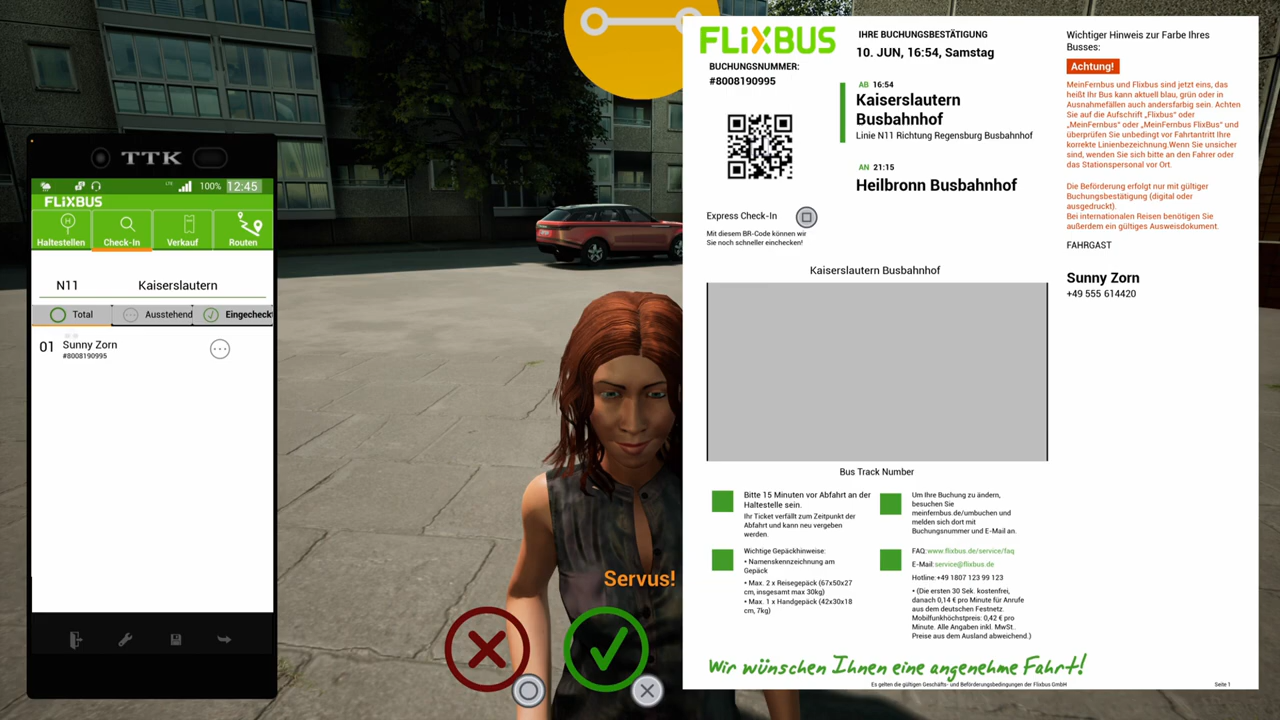 TTK
LTE 100% 12:45
FLiXBUS
Haltestellen Check-In Verkauf Routen
N11 Kaiserslautern
Total Ausstehend Eingecheckt
01 Sunny Zorn
#8008190995
Servus!
FLiXBUS
BUCHUNGSNUMMER:
#8008190995
IHRE BUCHUNGSBESTÄTIGUNG
10. JUN, 16:54, Samstag
AB 16:54
Kaiserslautern
Busbahnhof
Linie N11 Richtung Regensburg Busbahnhof
AN 21:15
Heilbronn Busbahnhof
Express Check-In
Mit diesem BR-Code können wir
Sie noch schneller einchecken!
Wichtiger Hinweis zur Farbe Ihres
Busses:
Achtung!
MeinFernbus und Flixbus sind jetzt eins, das
heißt Ihr Bus kann aktuell blau, grün oder in
Ausnahmefällen auch andersfarbig sein. Achten
Sie auf die Aufschrift „Flixbus" oder
„MeinFernbus" oder „MeinFernbus FlixBus" und
überprüfen Sie unbedingt vor Fahrtantritt Ihre
korrekte Linienbezeichnung.Wenn Sie unsicher
sind, wenden Sie sich bitte an den Fahrer oder
das Stationspersonal vor Ort.
Die Beförderung erfolgt nur mit gültiger
Buchungsbestätigung (digital oder
ausgedruckt).
Bei internationalen Reisen benötigen Sie
außerdem ein gültiges Ausweisdokument.
FAHRGAST
Sunny Zorn
+49 555 614420
Kaiserslautern Busbahnhof
Bus Track Number
Bitte 15 Minuten vor Abfahrt an der
Haltestelle sein.
Ihr Ticket verfällt zum Zeitpunkt der
Abfahrt und kann neu vergeben
werden.
Um Ihre Buchung zu ändern,
besuchen Sie
meinfernbus.de/umbuchen und
melden sich dort mit
Buchungsnummer und E-Mail an.
Wichtige Gepäckhinweise:
• Namenskennzeichnung am
Gepäck
• Max. 2 x Reisegepäck (67x50x27
cm, insgesamt max 30kg)
• Max. 1 x Handgepäck (42x30x18
cm, 7kg)
FAQ:www.flixbus.de/service/faq
E-Mail:service@flixbus.de
Hotline:+49 1807 123 99 123
• (Die ersten 30 Sek. kostenfrei,
danach 0,14 € pro Minute für Anrufe
aus dem deutschen Festnetz.
Mobilfunkhöchstpreis: 0,42 € pro
Minute. Alle Angaben inkl. MwSt..
Preise aus dem Ausland abweichend.)
Wir wünschen Ihnen eine angenehme Fahrt!
Es gelten die gültigen Geschäfts- und Beförderungsbedingungen der Flixbus GmbH
Seite 1